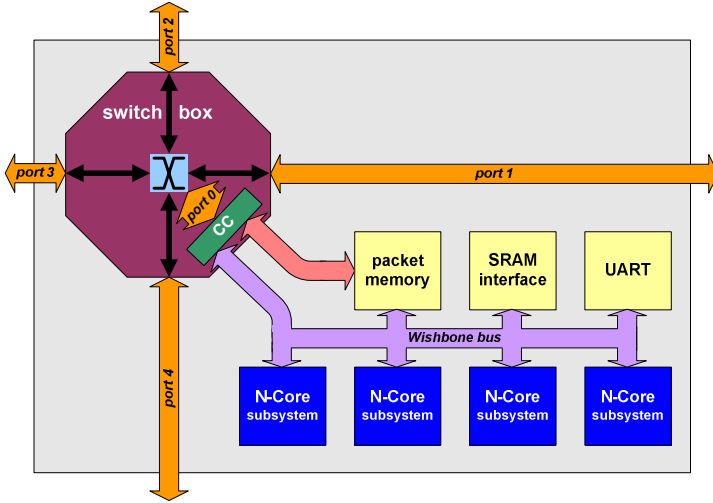 port 2
switch box
port 3
port 1
port 0
CC
packet
memory
SRAM
interface
UART
Wishbone bus
port 4
N-Core
subsystem
N-Core
subsystem
N-Core
subsystem
N-Core
subsystem